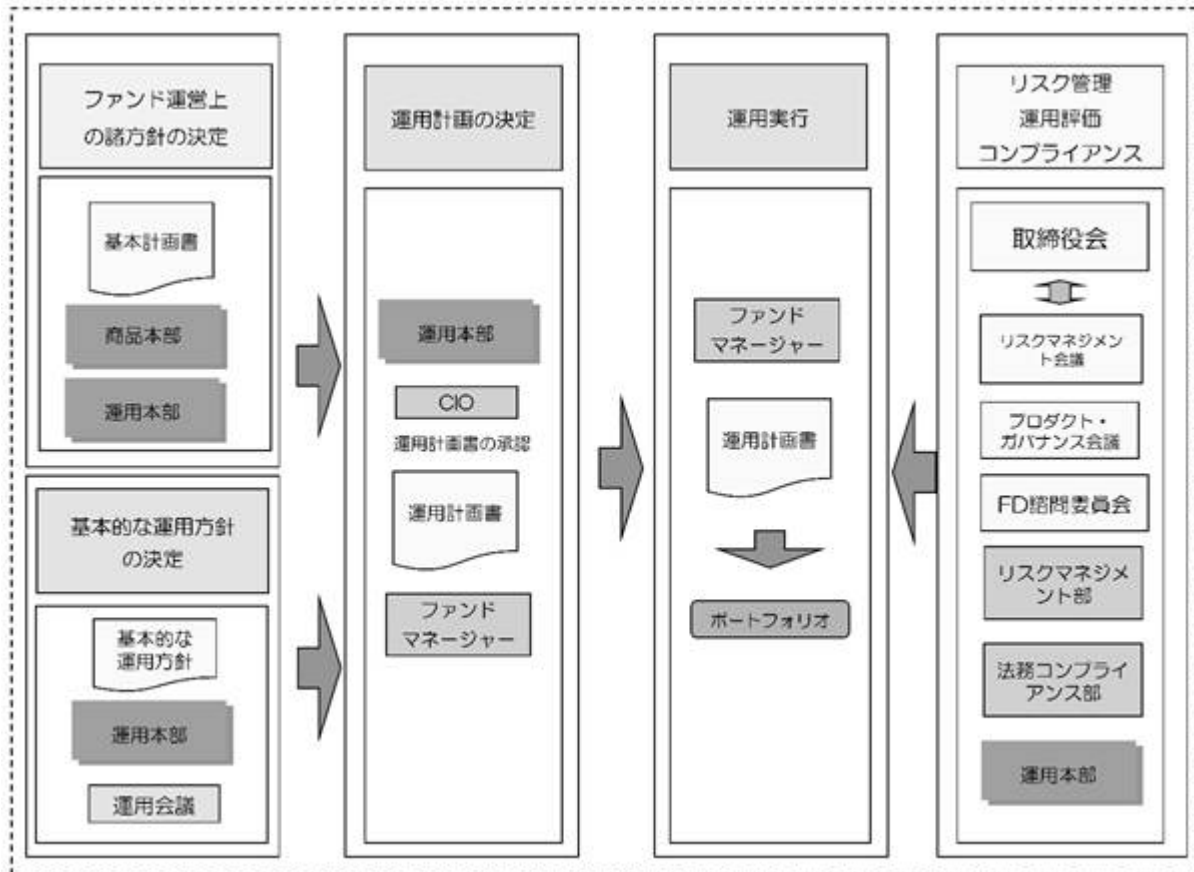 ファンド運営上
の諸方針の決定
基本計画書
商品本部
運用本部
基本的な運用方針
の決定
基本的な
運用方針
運用本部
運用会議
運用計画の決定
運用本部
CIO
運用計画書の承認
運用計画書
ファンド
マネージャー
運用実行
ファンド
マネージャー
運用計画書
ポートフォリオ
リスク管理
運用評価
コンプライアンス
取締役会
リスクマネジメン
ト会議
プロダクト・
ガバナンス会議
FD諮問委員会
リスクマネジメ
ント部
法務コンプライ
アンス部
運用本部